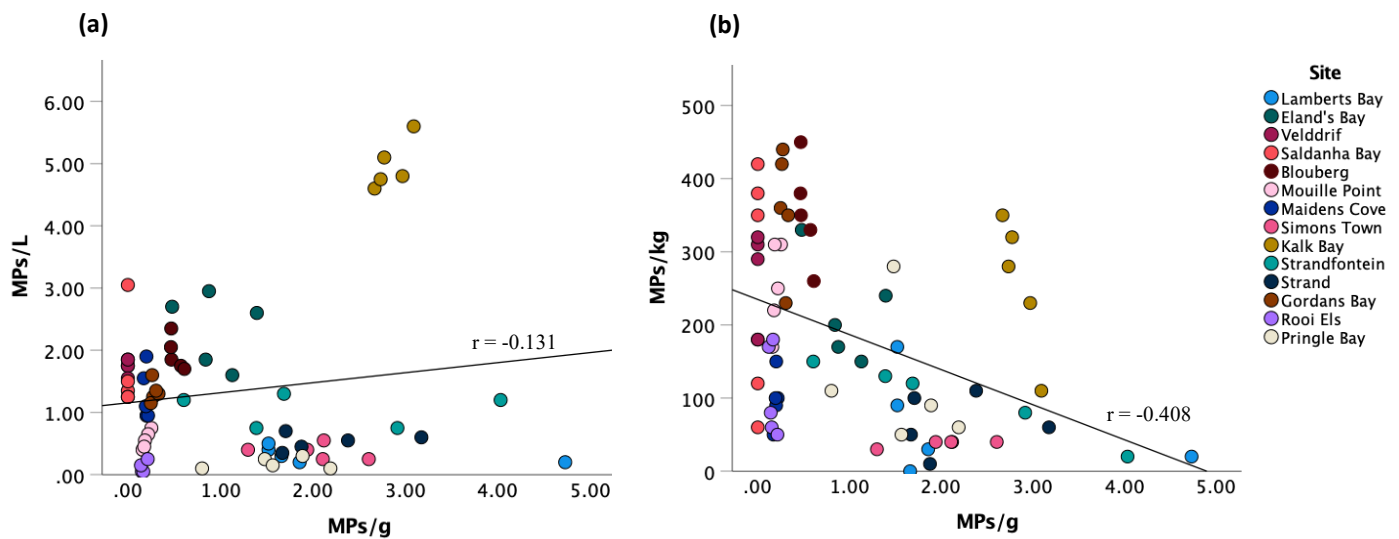 (a)
MPs/L
6.00
5.00
4.00
3.00
2.00
1.00
.00
r = -0.131
.00 1.00 2.00 3.00 4.00 5.00
MPs/g
(b)
MPs/kg
500
400
300
200
100
0
r = -0.408
.00 1.00 2.00 3.00 4.00 5.00
MPs/g
Site
Lamberts Bay
Eland's Bay
Velddrif
Saldanha Bay
Blouberg
Mouille Point
Maidens Cove
Simons Town
Kalk Bay
Strandfontein
Strand
Gordans Bay
Rooi Els
Pringle Bay